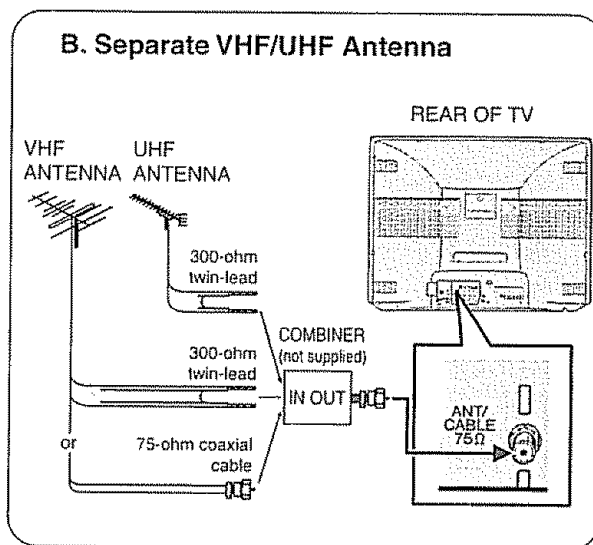 B. Separate VHF/UHF Antenna
REAR OF TV
VHF
ANTENNA
UHF
ANTENNA
300-ohm
twin-lead
300-ohm
twin-lead
COMBINER
(not supplied)
IN OUT
or
75-ohm coaxial
cable
ANT/
CABLE
75Ω